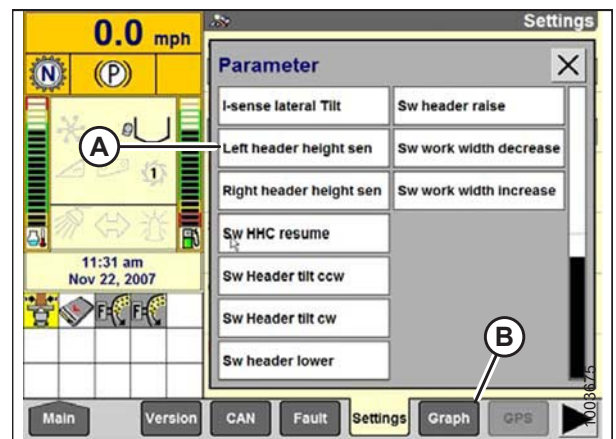 0.0 mph
Settings
N
(P)
Parameter
I-sense lateral Tilt
Sw header raise
A
Left header height sen
Sw work width decrease
1
Right header height sen
Sw work width increase
Sw HHC resume
11:31 am
Nov 22, 2007
Sw Header tilt ccw
Sw Header tilt cw
F
F
B
Sw header lower
1003675
Main
Version
CAN
Fault
Settings
Graph
GPS